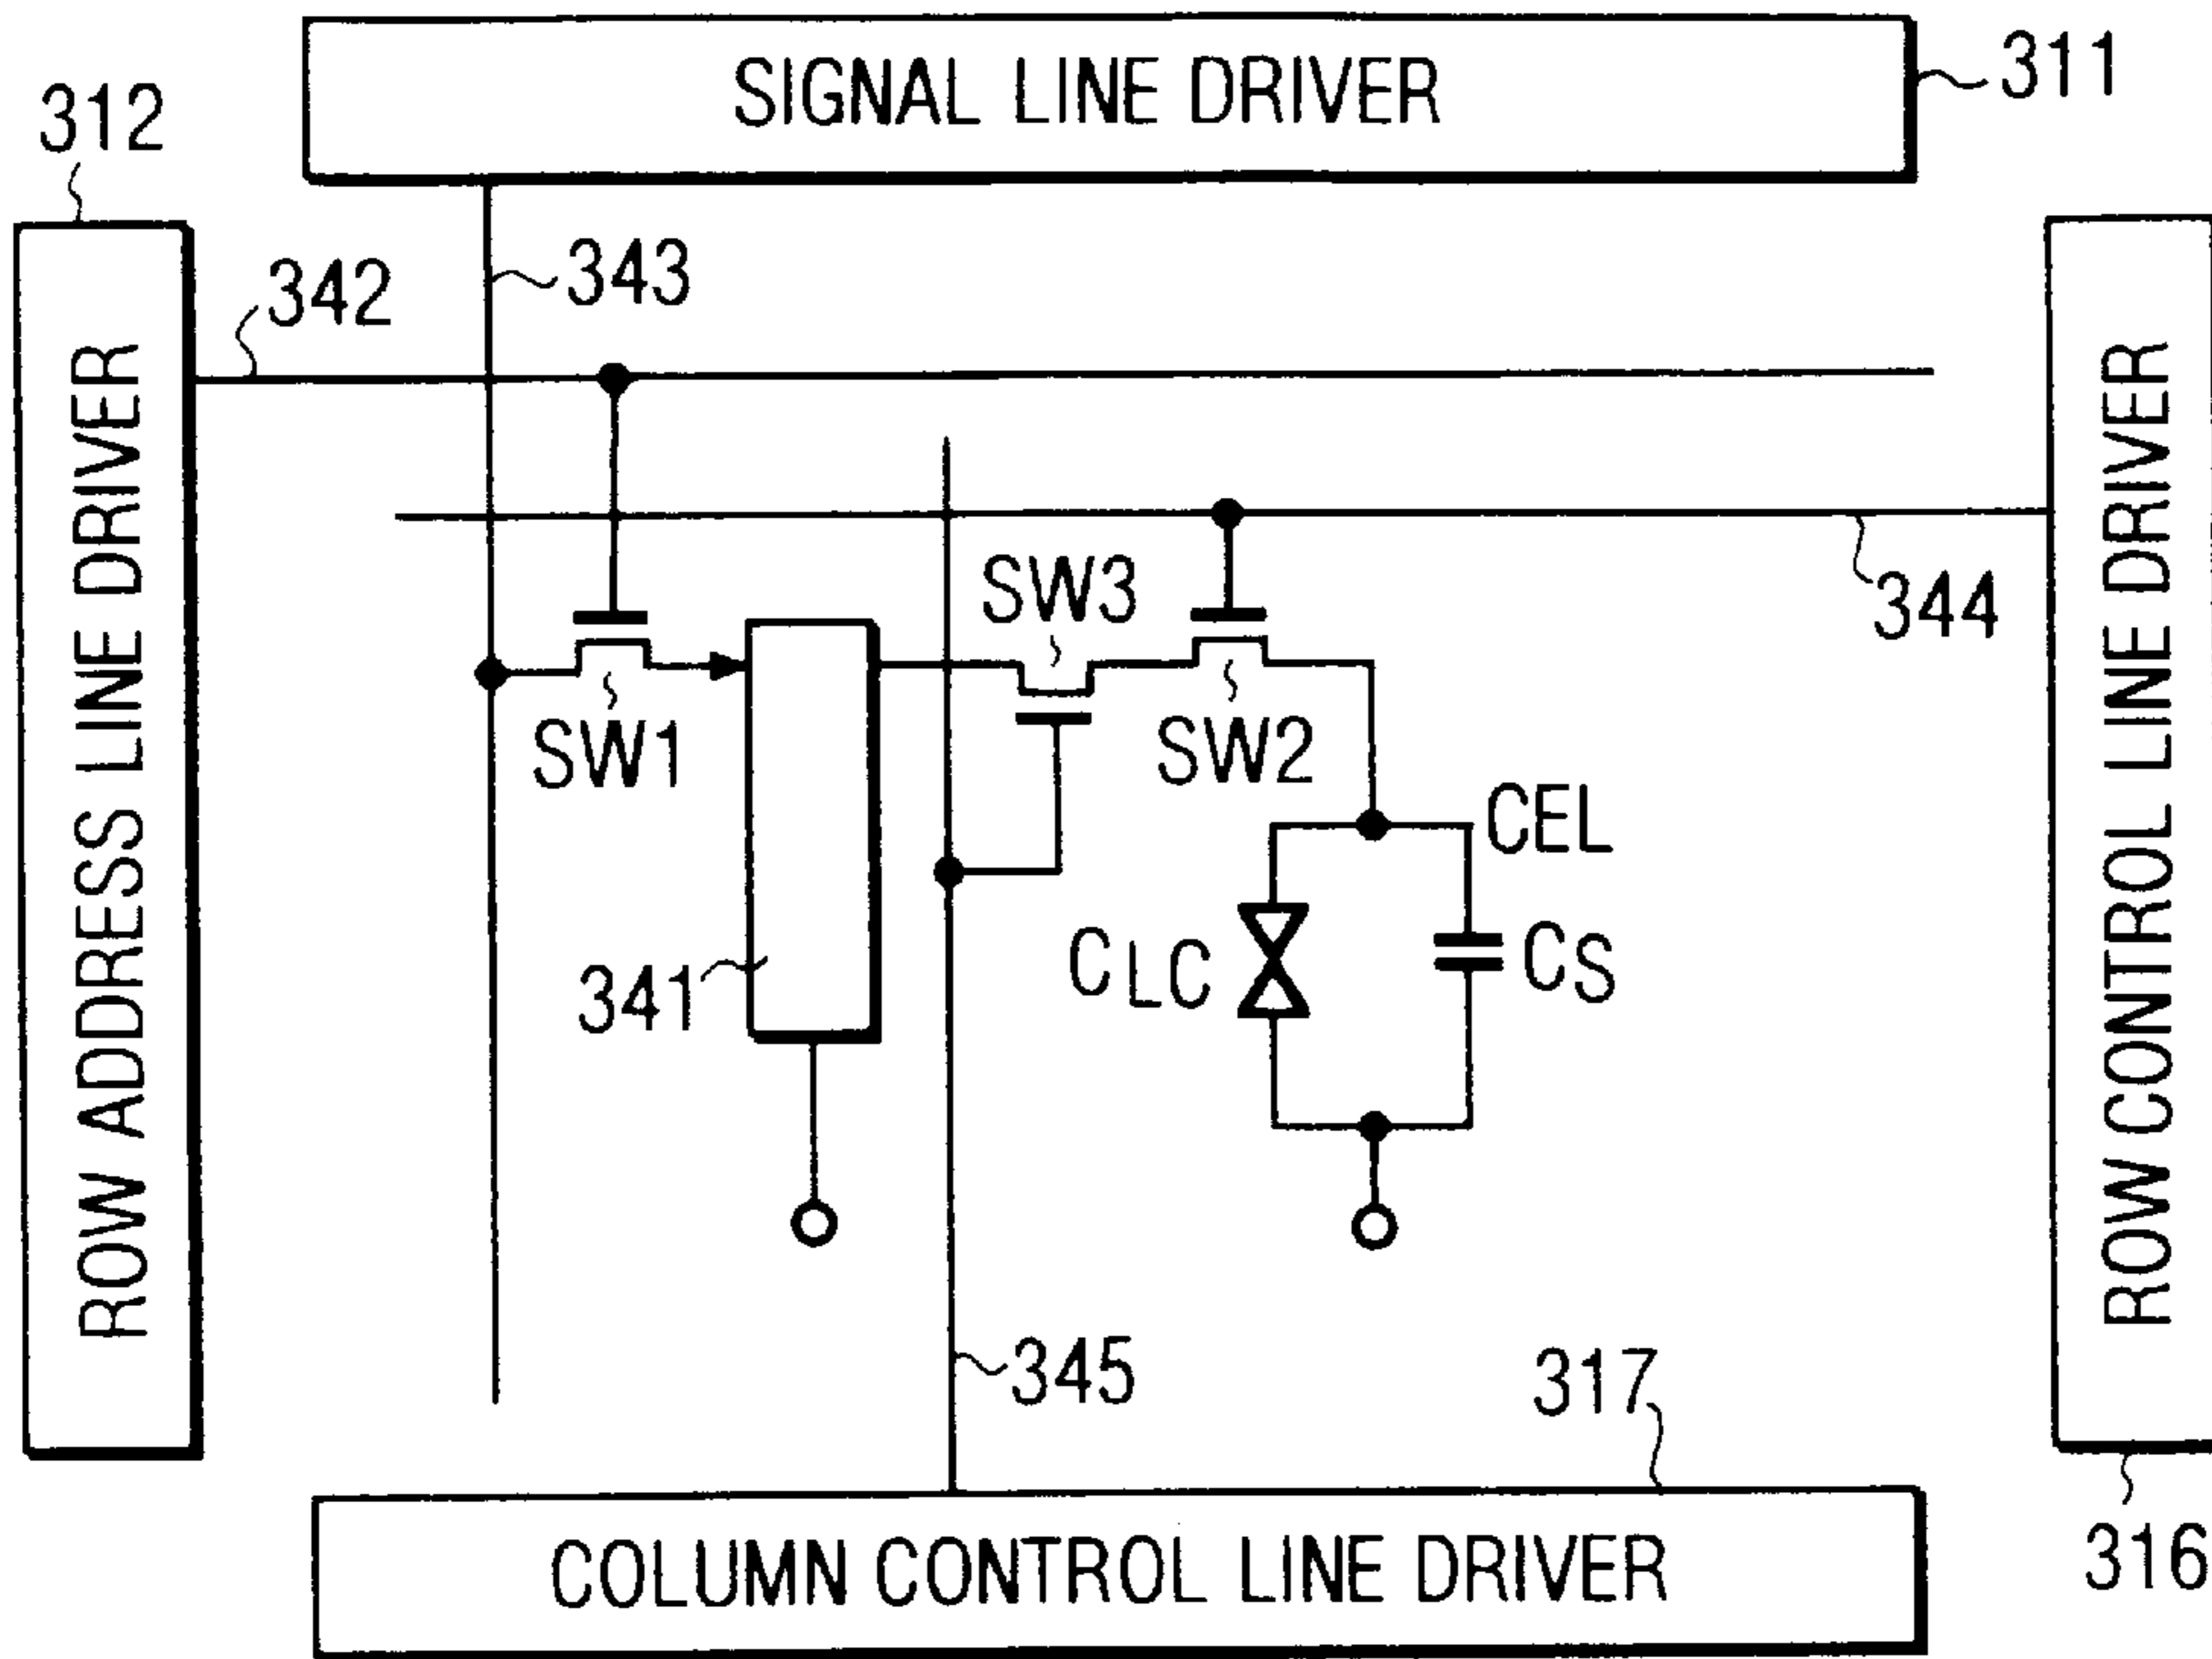 SIGNAL LINE DRIVER
311
312
343
342
ROW ADDRESS LINE DRIVER
ROW CONTROL LINE DRIVER
SW3
344
SW1
SW2
CEL
341
CLC
CS
345
317
COLUMN CONTROL LINE DRIVER
316